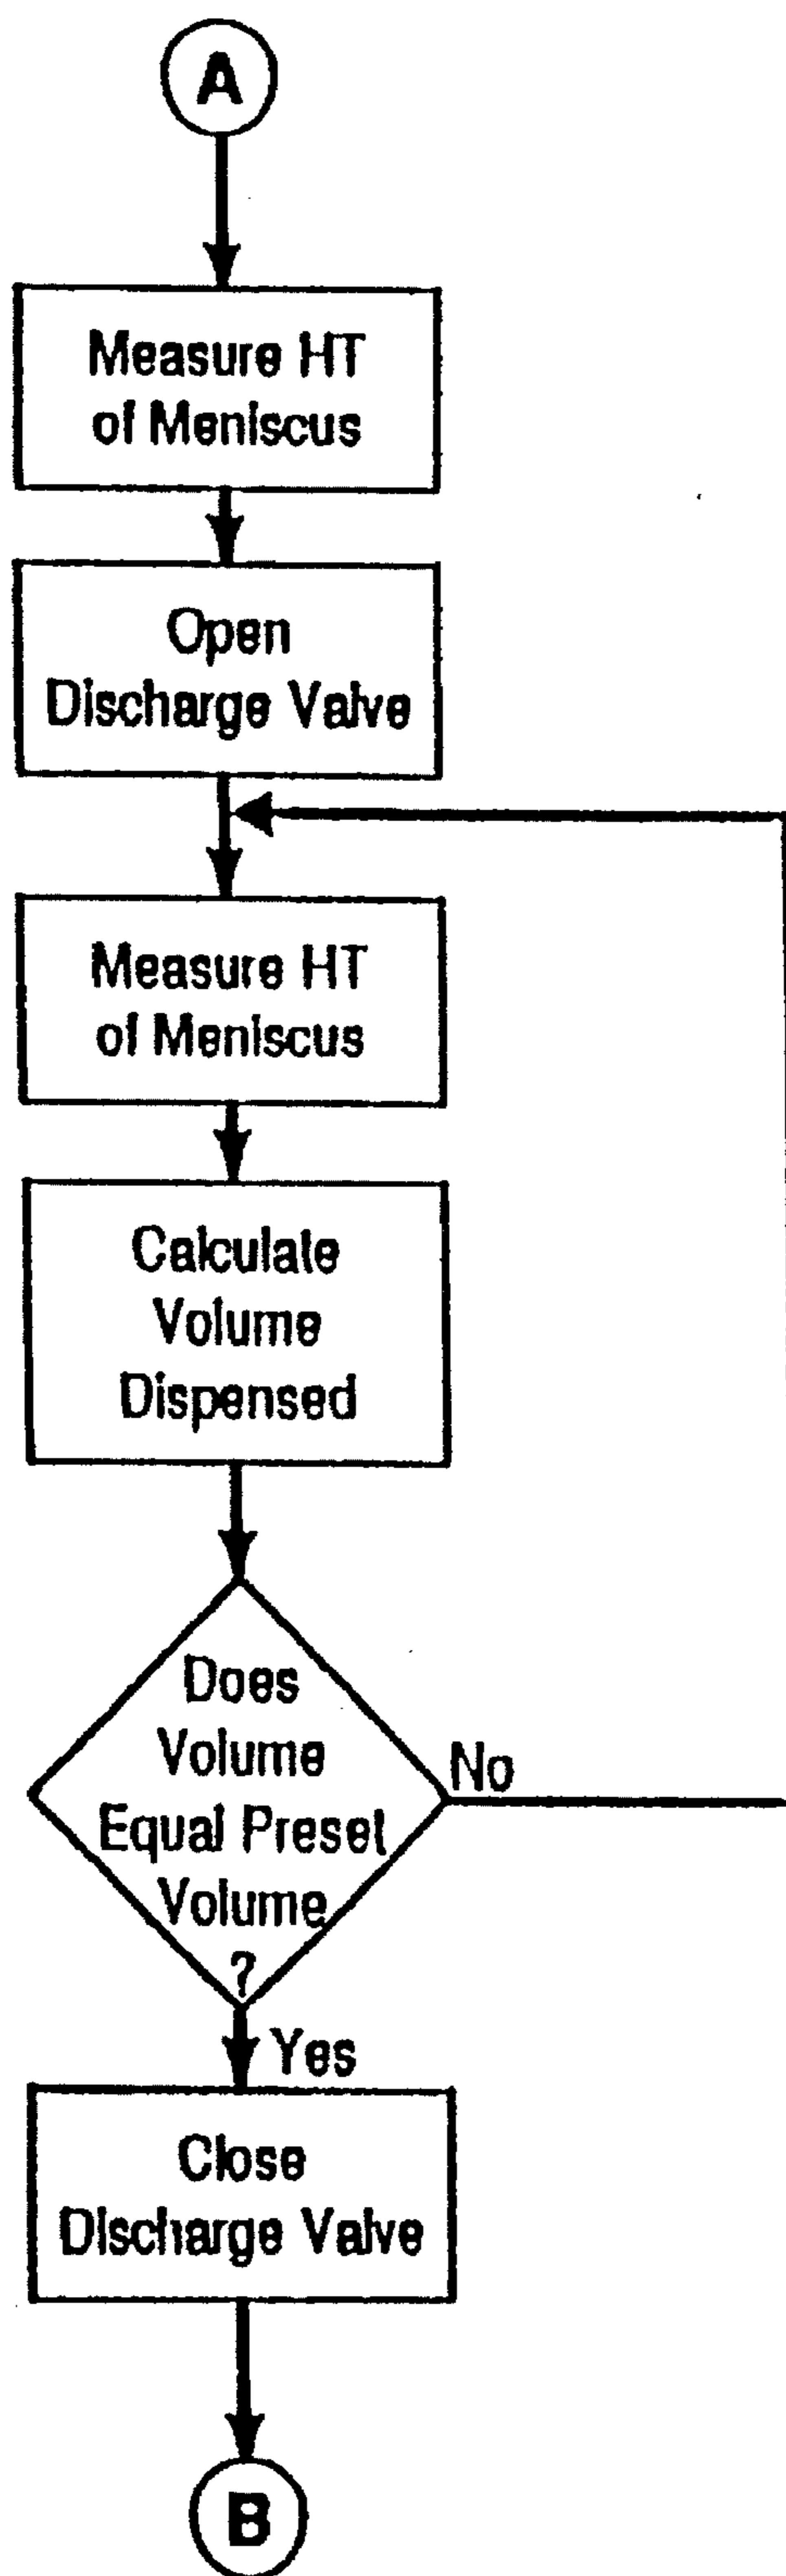 A
Measure HT
of Meniscus
Open
Discharge Valve
Measure HT
of Meniscus
Calculate
Volume
Dispensed
Does
Volume
Equal Preset
Volume
?
No
Yes
Close
Discharge Valve
B